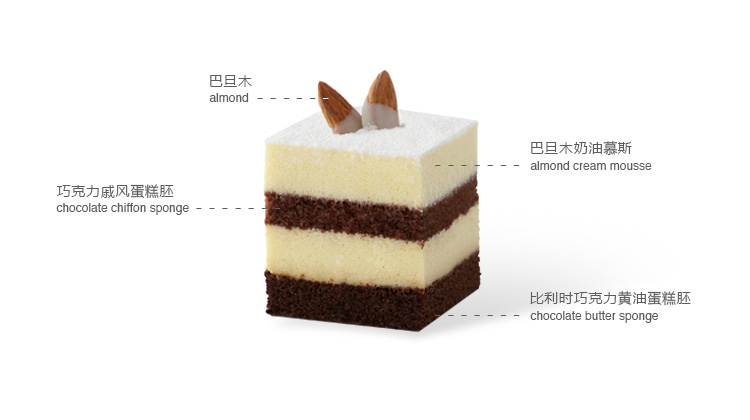 巴旦木
almond
巴旦木奶油慕斯
almond cream mousse
巧克力戚风蛋糕胚
chocolate chiffon sponge
比利时巧克力黄油蛋糕胚
chocolate butter sponge